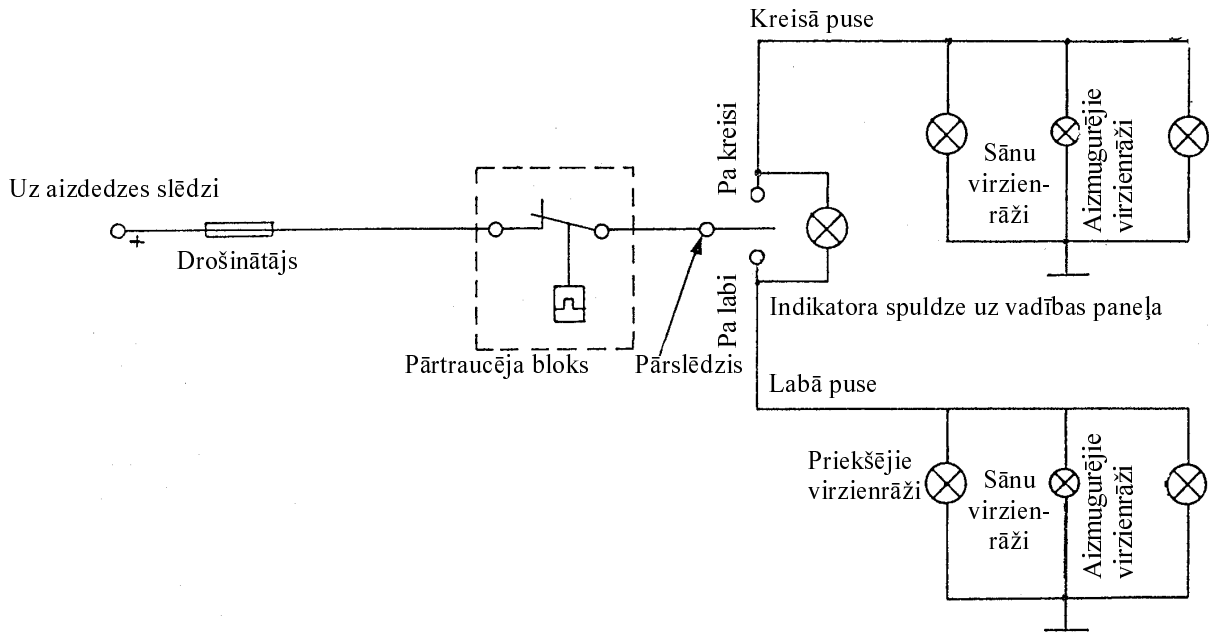 Kreisā puse
Pa kreisi
Sānu
virzien-
rāži
Aizmugurējie
virzienrāži
Uz aizdedzes slēdzi
+
Drošinātājs
Pa labi
Indikatora spuldze uz vadības paneļa
Pārtraucēja bloks
Pārslēdzis
Labā puse
Priekšējie
virzienrāži
Sānu
virzien-
rāži
Aizmugurējie
virzienrāži